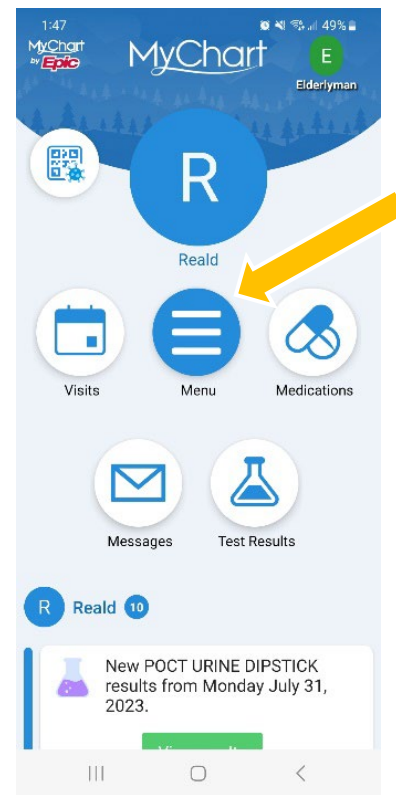 1:47
49%
MyChart
by Epic
MyChart
E
Elderlyman
R
Reald
Visits
Menu
Medications
Messages
Test Results
R Reald 10
New POCT URINE DIPSTICK
results from Monday July 31,
2023.